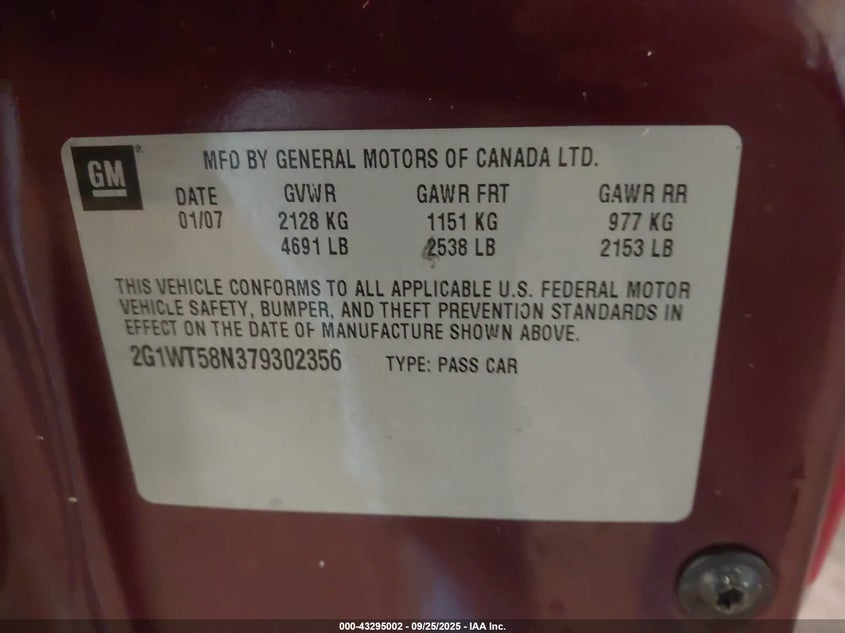 GM® MFD BY GENERAL MOTORS OF CANADA LTD.
DATE GVWR GAWR FRT GAWR RR
01/07 2128 KG 1151 KG 977 KG
4691 LB 2538 LB 2153 LB
THIS VEHICLE CONFORMS TO ALL APPLICABLE U.S. FEDERAL MOTOR
VEHICLE SAFETY, BUMPER, AND THEFT PREVENTION STANDARDS IN
EFFECT ON THE DATE OF MANUFACTURE SHOWN ABOVE.
2G1WT58N379302356 TYPE: PASS CAR
000-43295002 - 09/25/2025 - IAA Inc.